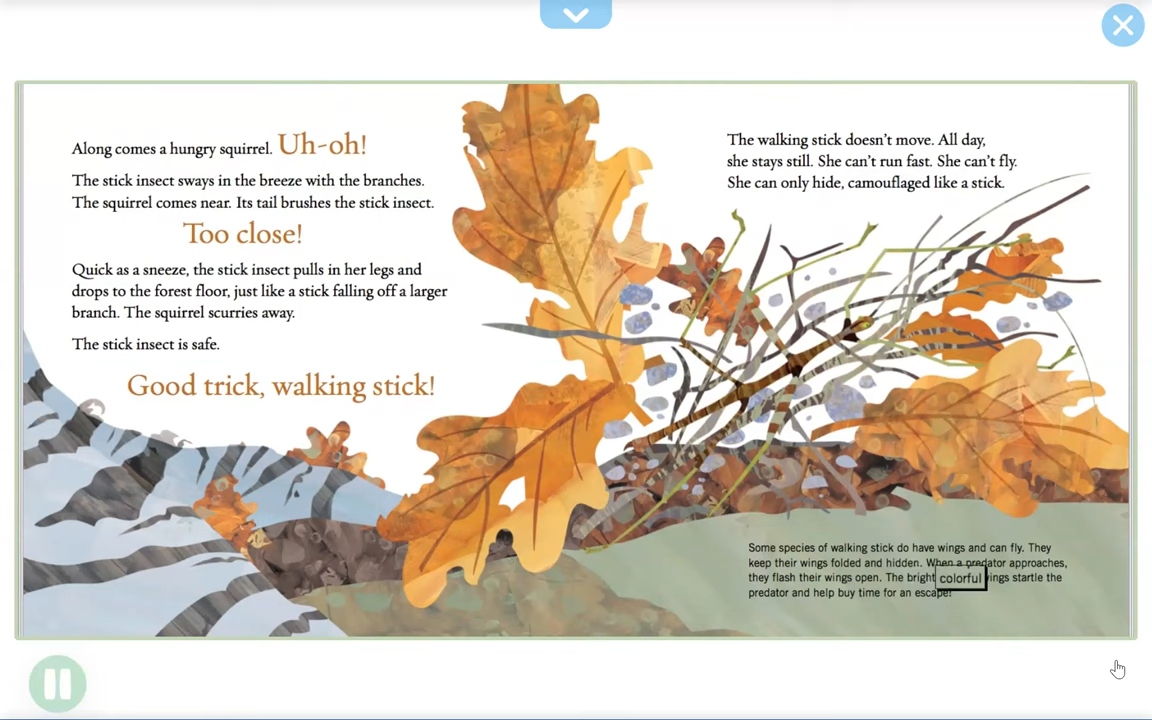 Along comes a hungry squirrel. Uh-oh!
The stick insect sways in the breeze with the branches.
The squirrel comes near. Its tail brushes the stick insect.
Too close!
Quick as a sneeze, the stick insect pulls in her legs and
drops to the forest floor, just like a stick falling off a larger
branch. The squirrel scurries away.
The stick insect is safe.
Good trick, walking stick!
The walking stick doesn't move. All day,
she stays still. She can't run fast. She can't fly.
She can only hide, camouflaged like a stick.
Some species of walking stick do have wings and can fly. They
keep their wings folded and hidden. When a predator approaches,
they flash their wings open. The bright colorful wings startle the
predator and help buy time for an escape!